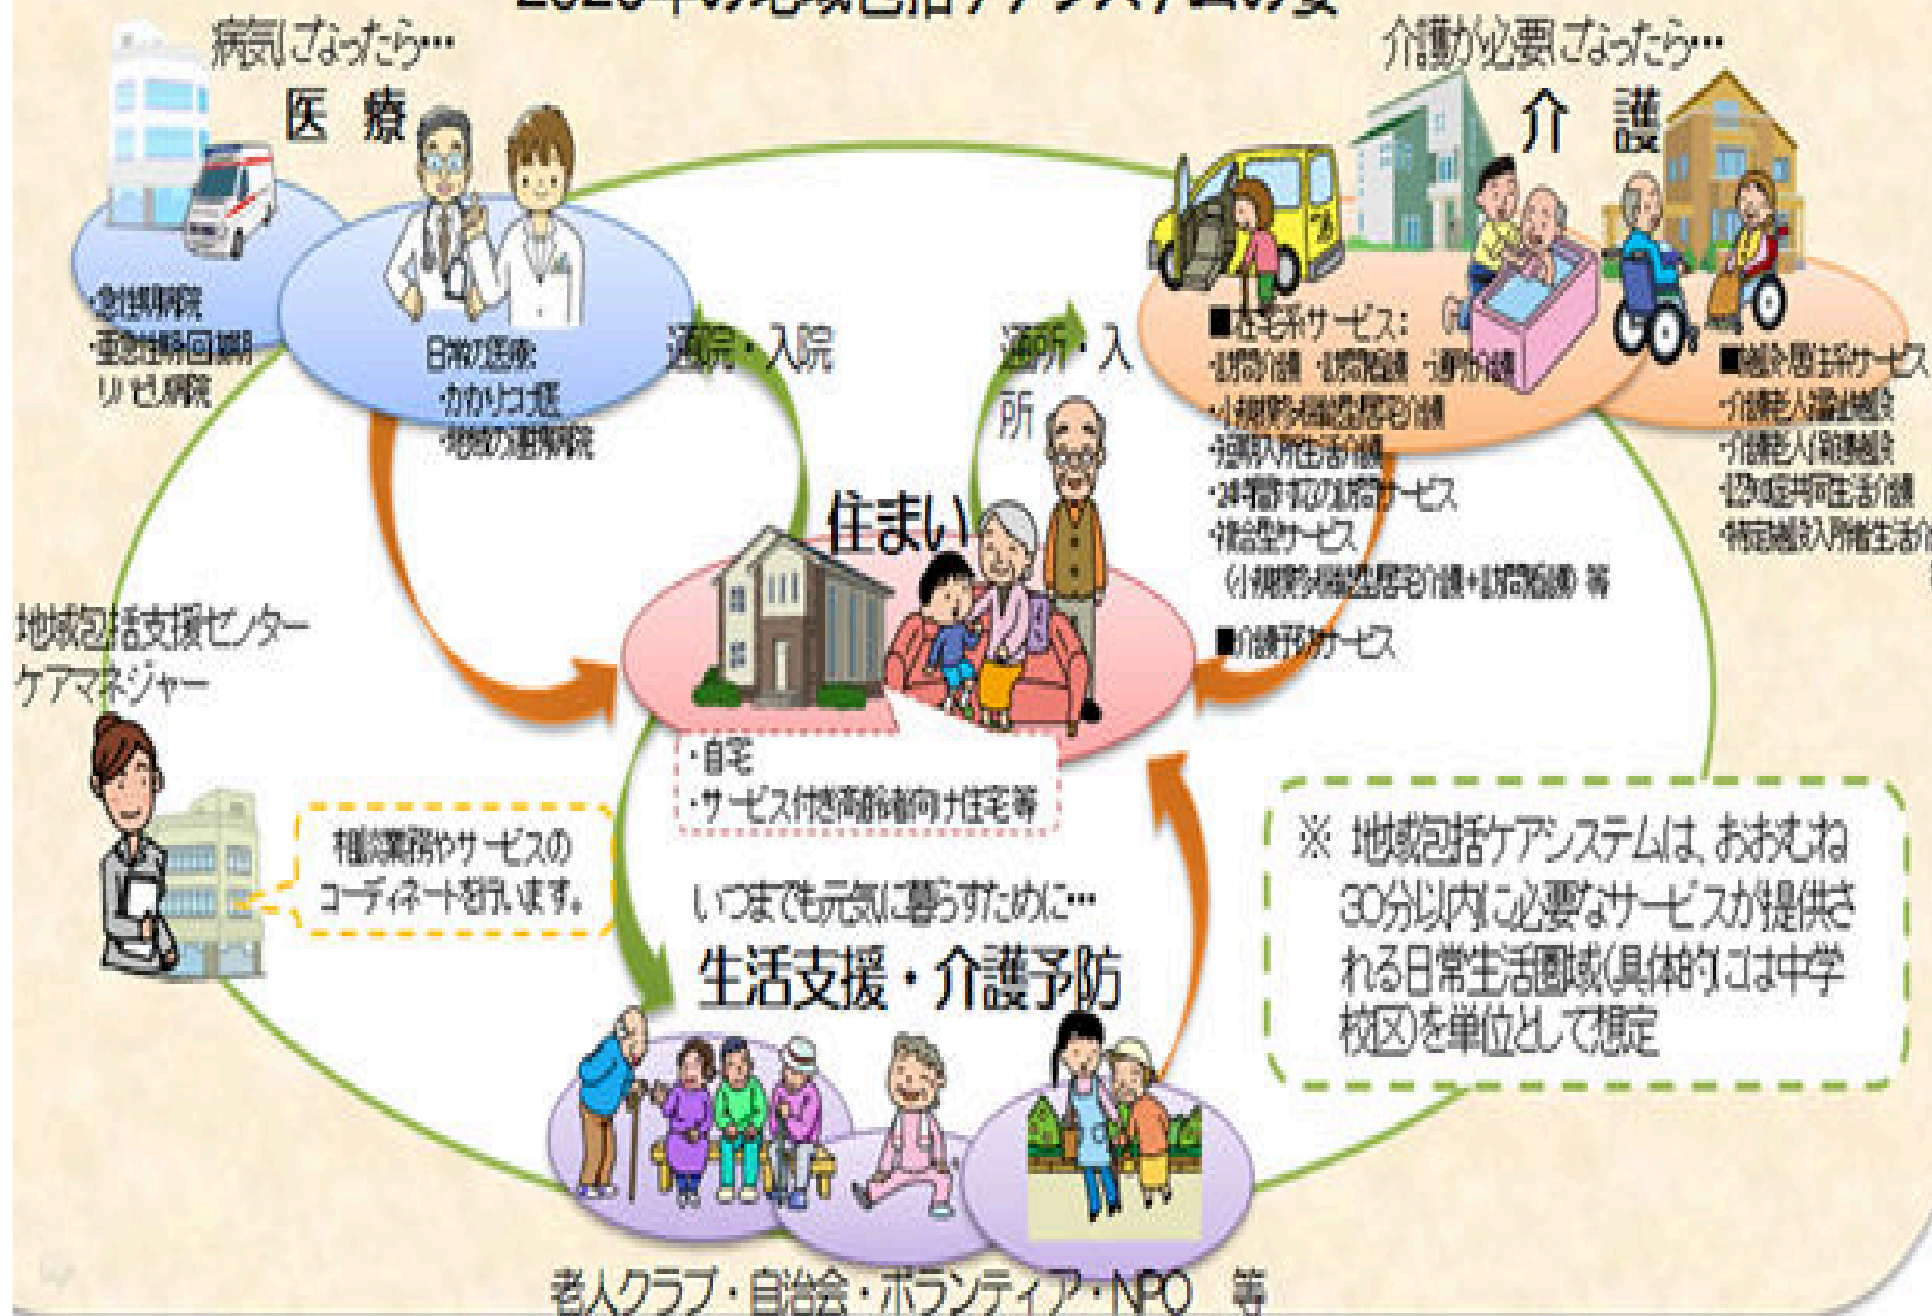 病気になったら…
医 療
・急性期病院
・亜急性期・回復期
リハビリ病院
日常の医療:
・かかりつけ医
・地域の連携病院
通院・入院
介護が必要になったら…
介 護
通所・入
所
■在宅系サービス:
・訪問介護 ・訪問看護 ・通所介護
・小規模多機能型居宅介護
・短期入所生活介護
・24時間対応の訪問サービス
・複合型サービス
(小規模多機能型居宅介護+訪問看護) 等
■介護予防サービス
■施設・居住系サービス
・介護老人福祉施設
・介護老人保健施設
・認知症共同生活介護
・特定施設入所者生活介
住まい
・自宅
・サービス付き高齢者向け住宅等
地域包括支援センター
ケアマネジャー
相談業務やサービスの
コーディネートを行います。
いつまでも元気に暮らすために…
生活支援・介護予防
老人クラブ・自治会・ボランティア・NPO 等
※ 地域包括ケアシステムは、おおむね
30分以内に必要なサービスが提供さ
れる日常生活圏域(具体的には中学
校区)を単位として想定